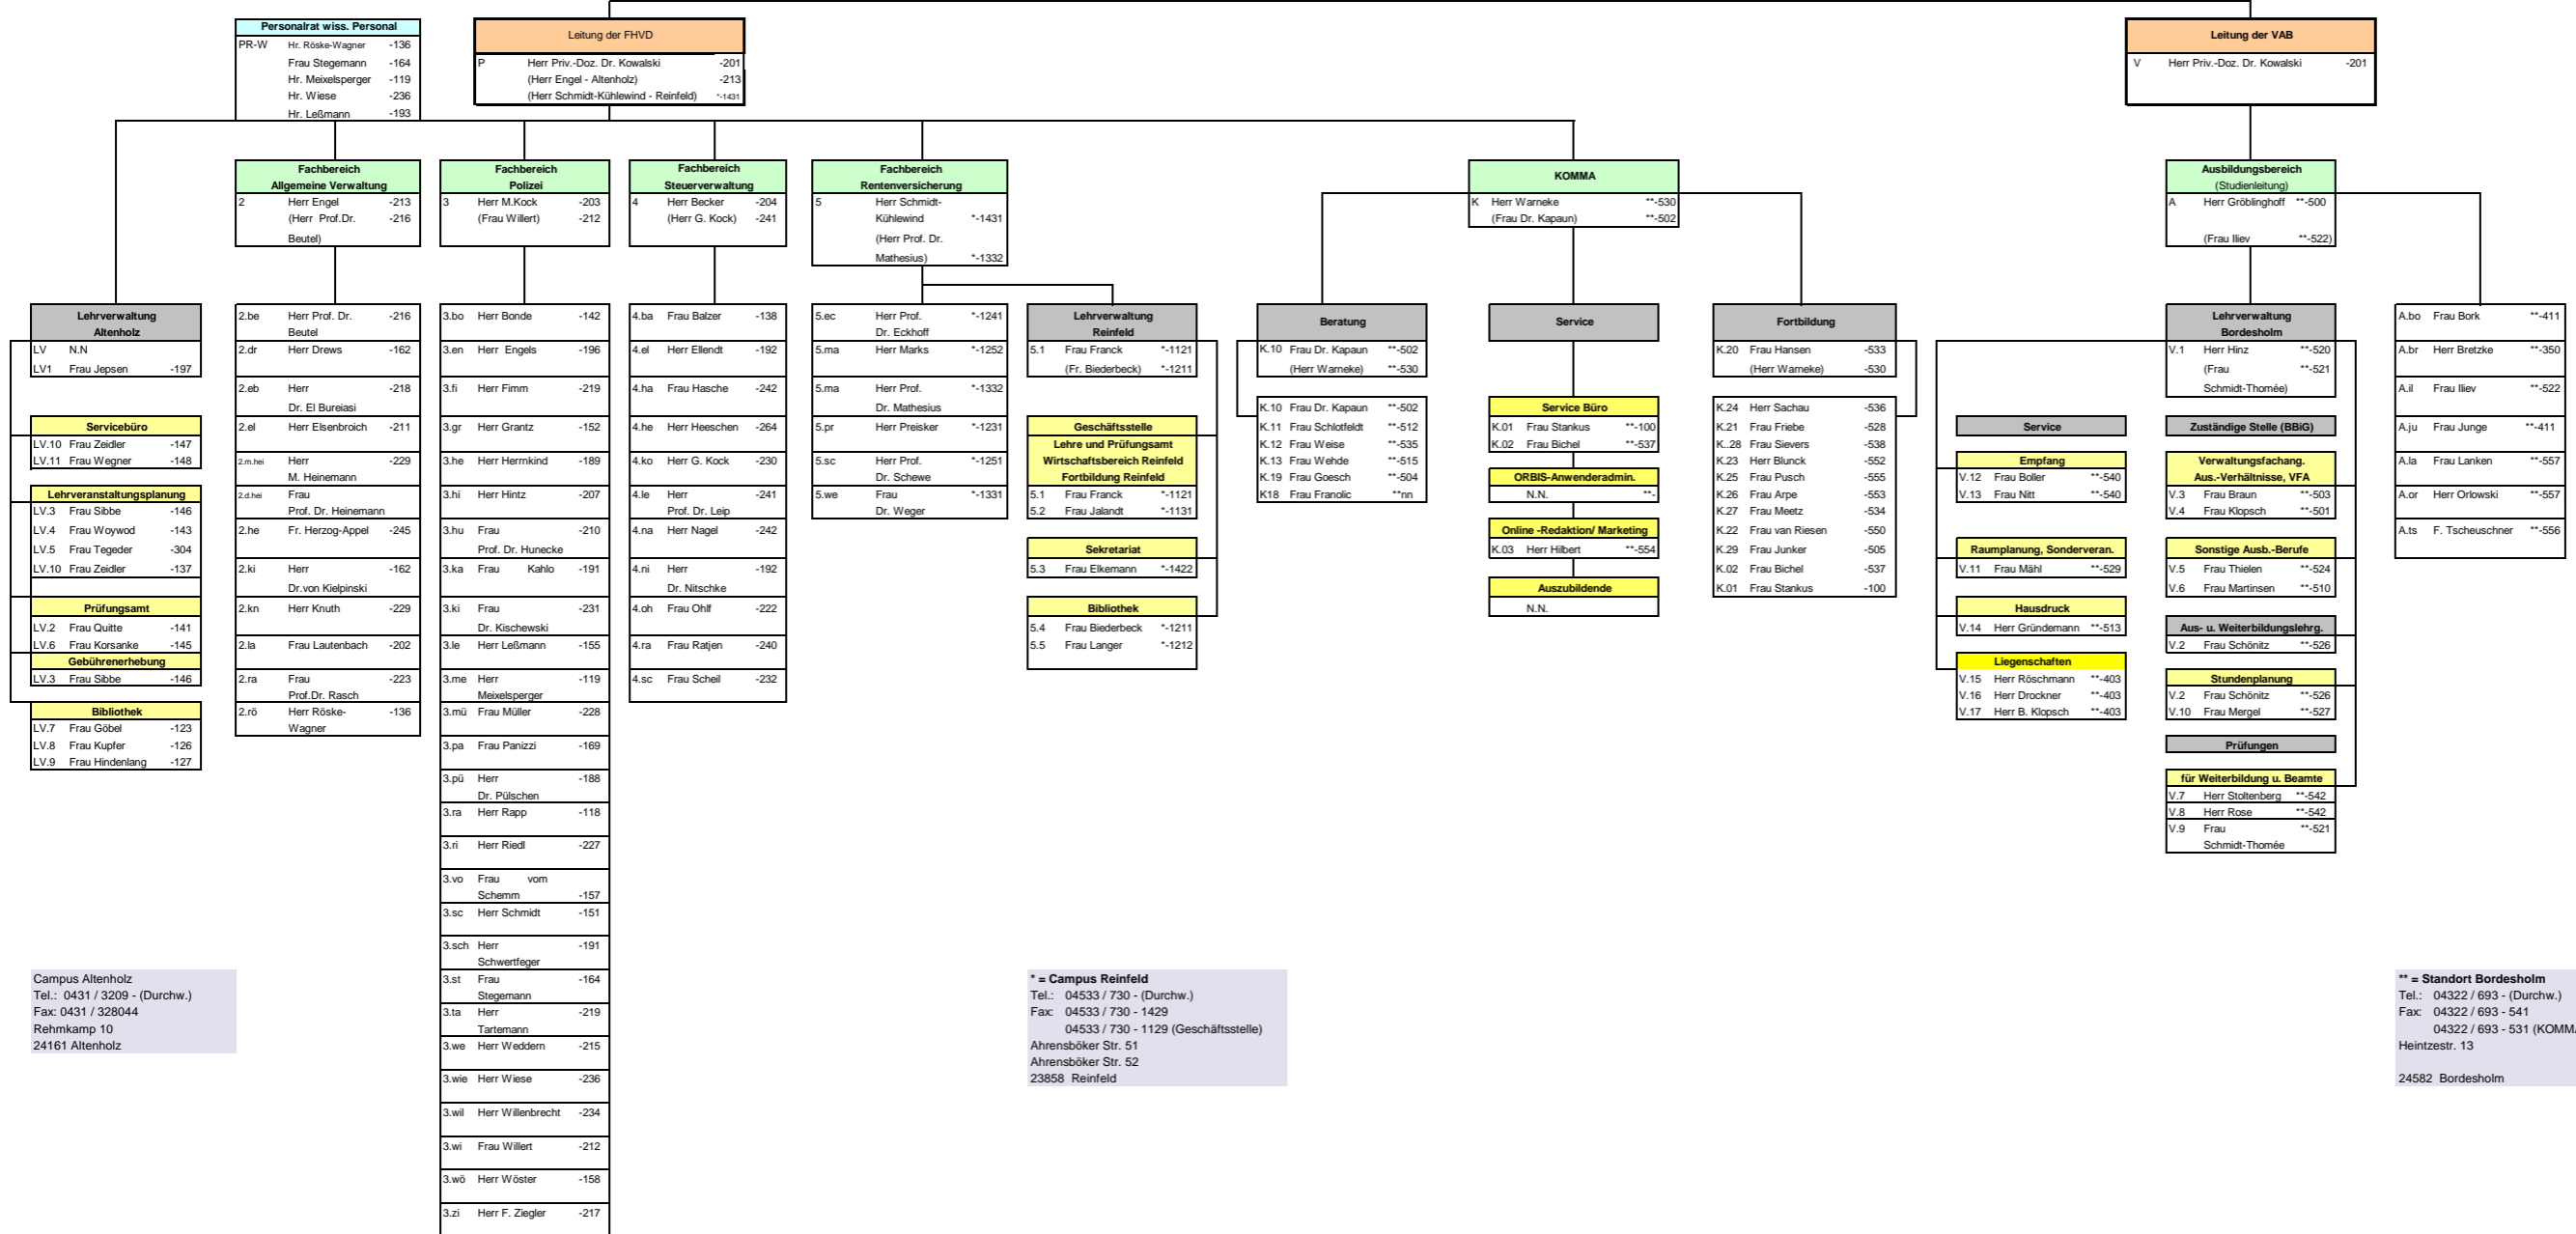 Personalrat wiss. Personal
PR-W Hr. Röske-Wagner -136
Frau Stegemann -164
Hr. Meixelsperger -119
Hr. Wiese -236
Hr. Leßmann -193
Leitung der FHVD
P Herr Priv.-Doz. Dr. Kowalski -201
(Herr Engel - Altenholz) -213
(Herr Schmidt-Kühlewind - Reinfeld) *-1431
Leitung der VAB
V Herr Priv.-Doz. Dr. Kowalski -201
Fachbereich
Allgemeine Verwaltung
2 Herr Engel -213
(Herr Prof.Dr. -216
Beutel)
Fachbereich
Polizei
3 Herr M.Kock -203
(Frau Willert) -212
Fachbereich
Steuerverwaltung
4 Herr Becker -204
(Herr G. Kock) -241
Fachbereich
Rentenversicherung
5 Herr Schmidt-
Kühlewind *-1431
(Herr Prof. Dr.
Mathesius) *-1332
KOMMA
K Herr Warneke **-530
(Frau Dr. Kapaun) **-502
Ausbildungsbereich
(Studienleitung)
A Herr Gröblinghoff **-500
(Frau Iliev **-522)
Lehrverwaltung
Altenholz
LV N.N
LV1 Frau Jepsen -197
Servicebüro
LV.10 Frau Zeidler -147
LV.11 Frau Wegner -148
Lehrveranstaltungsplanung
LV.3 Frau Sibbe -146
LV.4 Frau Woywod -143
LV.5 Frau Tegeder -304
LV.10 Frau Zeidler -137
Prüfungsamt
LV.2 Frau Quitte -141
LV.6 Frau Korsanke -145
Gebührenerhebung
LV.3 Frau Sibbe -146
Bibliothek
LV.7 Frau Göbel -123
LV.8 Frau Kupfer -126
LV.9 Frau Hindenlang -127
2.be Herr Prof. Dr. -216
Beutel
2.dr Herr Drews -162
2.eb Herr -218
Dr. El Bureiasi
2.el Herr Elsenbroich -211
2.m.hei Herr -229
M. Heinemann
2.d.hei Frau
Prof. Dr. Heinemann
2.he Fr. Herzog-Appel -245
2.ki Herr -162
Dr.von Kielpinski
2.kn Herr Knuth -229
2.la Frau Lautenbach -202
2.ra Frau -223
Prof.Dr. Rasch
2.rö Herr Röske- -136
Wagner
3.bo Herr Bonde -142
3.en Herr Engels -196
3.fi Herr Fimm -219
3.gr Herr Grantz -152
3.he Herr Herrnkind -189
3.hi Herr Hintz -207
3.hu Frau -210
Prof. Dr. Hunecke
3.ka Frau Kahlo -191
3.ki Frau -231
Dr. Kischewski
3.le Herr Leßmann -155
3.me Herr -119
Meixelsperger
3.mü Frau Müller -228
3.pa Frau Panizzi -169
3.pü Herr -188
Dr. Pülschen
3.ra Herr Rapp -118
3.ri Herr Riedl -227
3.vo Frau vom
Schemm -157
3.sc Herr Schmidt -151
3.sch Herr -191
Schwertfeger
3.st Frau -164
Stegemann
3.ta Herr -219
Tartemann
3.we Herr Weddern -215
3.wie Herr Wiese -236
3.wil Herr Willenbrecht -234
3.wi Frau Willert -212
3.wö Herr Wöster -158
3.zi Herr F. Ziegler -217
4.ba Frau Balzer -138
4.el Herr Ellendt -192
4.ha Frau Hasche -242
4.he Herr Heeschen -264
4.ko Herr G. Kock -230
4.le Herr -241
Prof. Dr. Leip
4.na Herr Nagel -242
4.ni Herr -192
Dr. Nitschke
4.oh Frau Ohlf -222
4.ra Frau Ratjen -240
4.sc Frau Scheil -232
5.ec Herr Prof. *-1241
Dr. Eckhoff
5.ma Herr Marks *-1252
5.ma Herr Prof. *-1332
Dr. Mathesius
5.pr Herr Preisker *-1231
5.sc Herr Prof. *-1251
Dr. Schewe
5.we Frau *-1331
Dr. Weger
Lehrverwaltung
Reinfeld
5.1 Frau Franck *-1121
(Fr. Biederbeck) *-1211
Geschäftsstelle
Lehre und Prüfungsamt
Wirtschaftsbereich Reinfeld
Fortbildung Reinfeld
5.1 Frau Franck *-1121
5.2 Frau Jalandt *-1131
Sekretariat
5.3 Frau Elkemann *-1422
Bibliothek
5.4 Frau Biederbeck *-1211
5.5 Frau Langer *-1212
Beratung
K.10 Frau Dr. Kapaun **-502
(Herr Warneke) **-530
K.10 Frau Dr. Kapaun **-502
K.11 Frau Schlotfeldt **-512
K.12 Frau Weise **-535
K.13 Frau Wehde **-515
K.19 Frau Goesch **-504
K18 Frau Franolic **nn
Service
Service Büro
K.01 Frau Stankus **-100
K.02 Frau Bichel **-537
ORBIS-Anwenderadmin.
N.N. **-
Online -Redaktion/ Marketing
K.03 Herr Hilbert **-554
Auszubildende
N.N.
Fortbildung
K.20 Frau Hansen -533
(Herr Warneke) -530
K.24 Herr Sachau -536
K.21 Frau Friebe -528
K..28 Frau Sievers -538
K.23 Herr Blunck -552
K.25 Frau Pusch -555
K.26 Frau Arpe -553
K.27 Frau Meetz -534
K.22 Frau van Riesen -550
K.29 Frau Junker -505
K.02 Frau Bichel -537
K.01 Frau Stankus -100
Service
Empfang
V.12 Frau Boller **-540
V.13 Frau Nitt **-540
Raumplanung, Sonderveran.
V.11 Frau Mähl **-529
Hausdruck
V.14 Herr Gründemann **-513
Liegenschaften
V.15 Herr Röschmann **-403
V.16 Herr Drockner **-403
V.17 Herr B. Klopsch **-403
Lehrverwaltung
Bordesholm
V.1 Herr Hinz **-520
(Frau **-521
Schmidt-Thomée)
Zuständige Stelle (BBiG)
Verwaltungsfachang.
Aus.-Verhältnisse, VFA
V.3 Frau Braun **-503
V.4 Frau Klopsch **-501
Sonstige Ausb.-Berufe
V.5 Frau Thielen **-524
V.6 Frau Martinsen **-510
Aus- u. Weiterbildungslehrg.
V.2 Frau Schönitz **-526
Stundenplanung
V.2 Frau Schönitz **-526
V.10 Frau Mergel **-527
Prüfungen
für Weiterbildung u. Beamte
V.7 Herr Stoltenberg **-542
V.8 Herr Rose **-542
V.9 Frau **-521
Schmidt-Thomée
A.bo Frau Bork **-411
A.br Herr Bretzke **-350
A.il Frau Iliev **-522
A.ju Frau Junge **-411
A.la Frau Lanken **-557
A.or Herr Orlowski **-557
A.ts F. Tscheuschner **-556
Campus Altenholz
Tel.: 0431 / 3209 - (Durchw.)
Fax: 0431 / 328044
Rehmkamp 10
24161 Altenholz
* = Campus Reinfeld
Tel.: 04533 / 730 - (Durchw.)
Fax: 04533 / 730 - 1429
04533 / 730 - 1129 (Geschäftsstelle)
Ahrensböker Str. 51
Ahrensböker Str. 52
23858 Reinfeld
** = Standort Bordesholm
Tel.: 04322 / 693 - (Durchw.)
Fax: 04322 / 693 - 541
04322 / 693 - 531 (KOMM
Heintzestr. 13
24582 Bordesholm